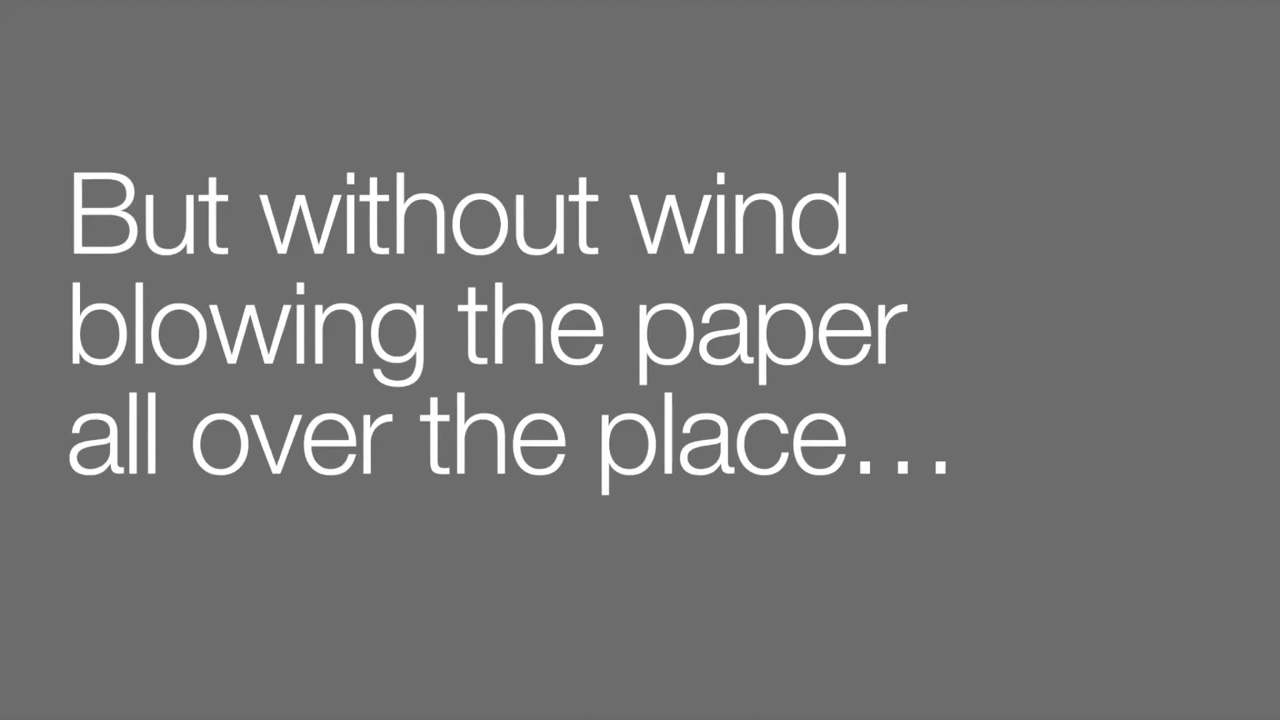 But without wind
blowing the paper
all over the place…